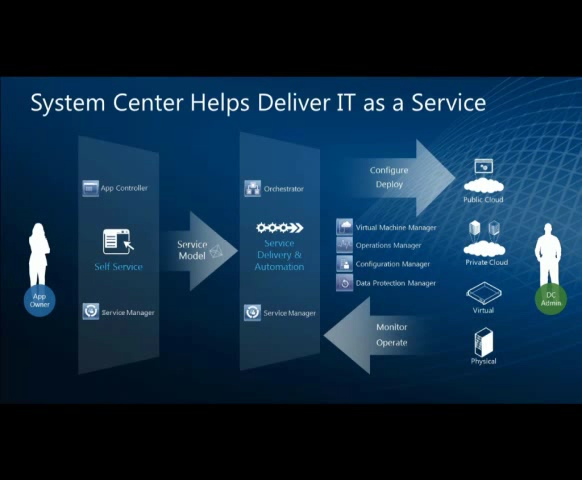 System Center Helps Deliver IT as a Service
App Controller
Self Service
Service Manager
App
Owner
Service
Model
Orchestrator
Service
Delivery &
Automation
Service Manager
Configure
Deploy
Virtual Machine Manager
Operations Manager
Configuration Manager
Data Protection Manager
Monitor
Operate
Public Cloud
Private Cloud
Virtual
Physical
DC
Admin